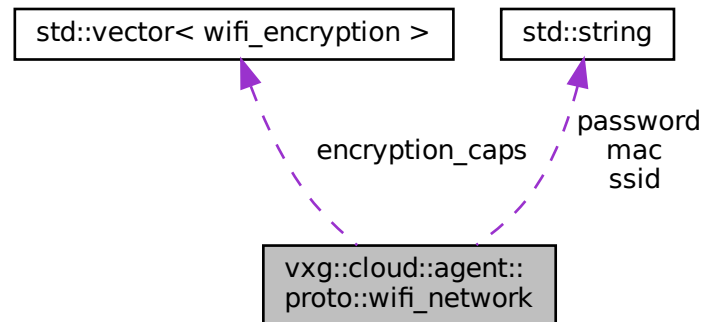 std::vector< wifi_encryption >
std::string
encryption_caps
password
mac
ssid
vxg::cloud::agent::
proto::wifi_network